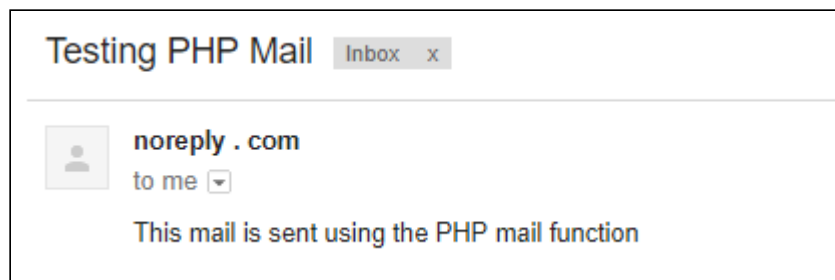 Testing PHP Mail Inbox x
noreply . com
to me
This mail is sent using the PHP mail function